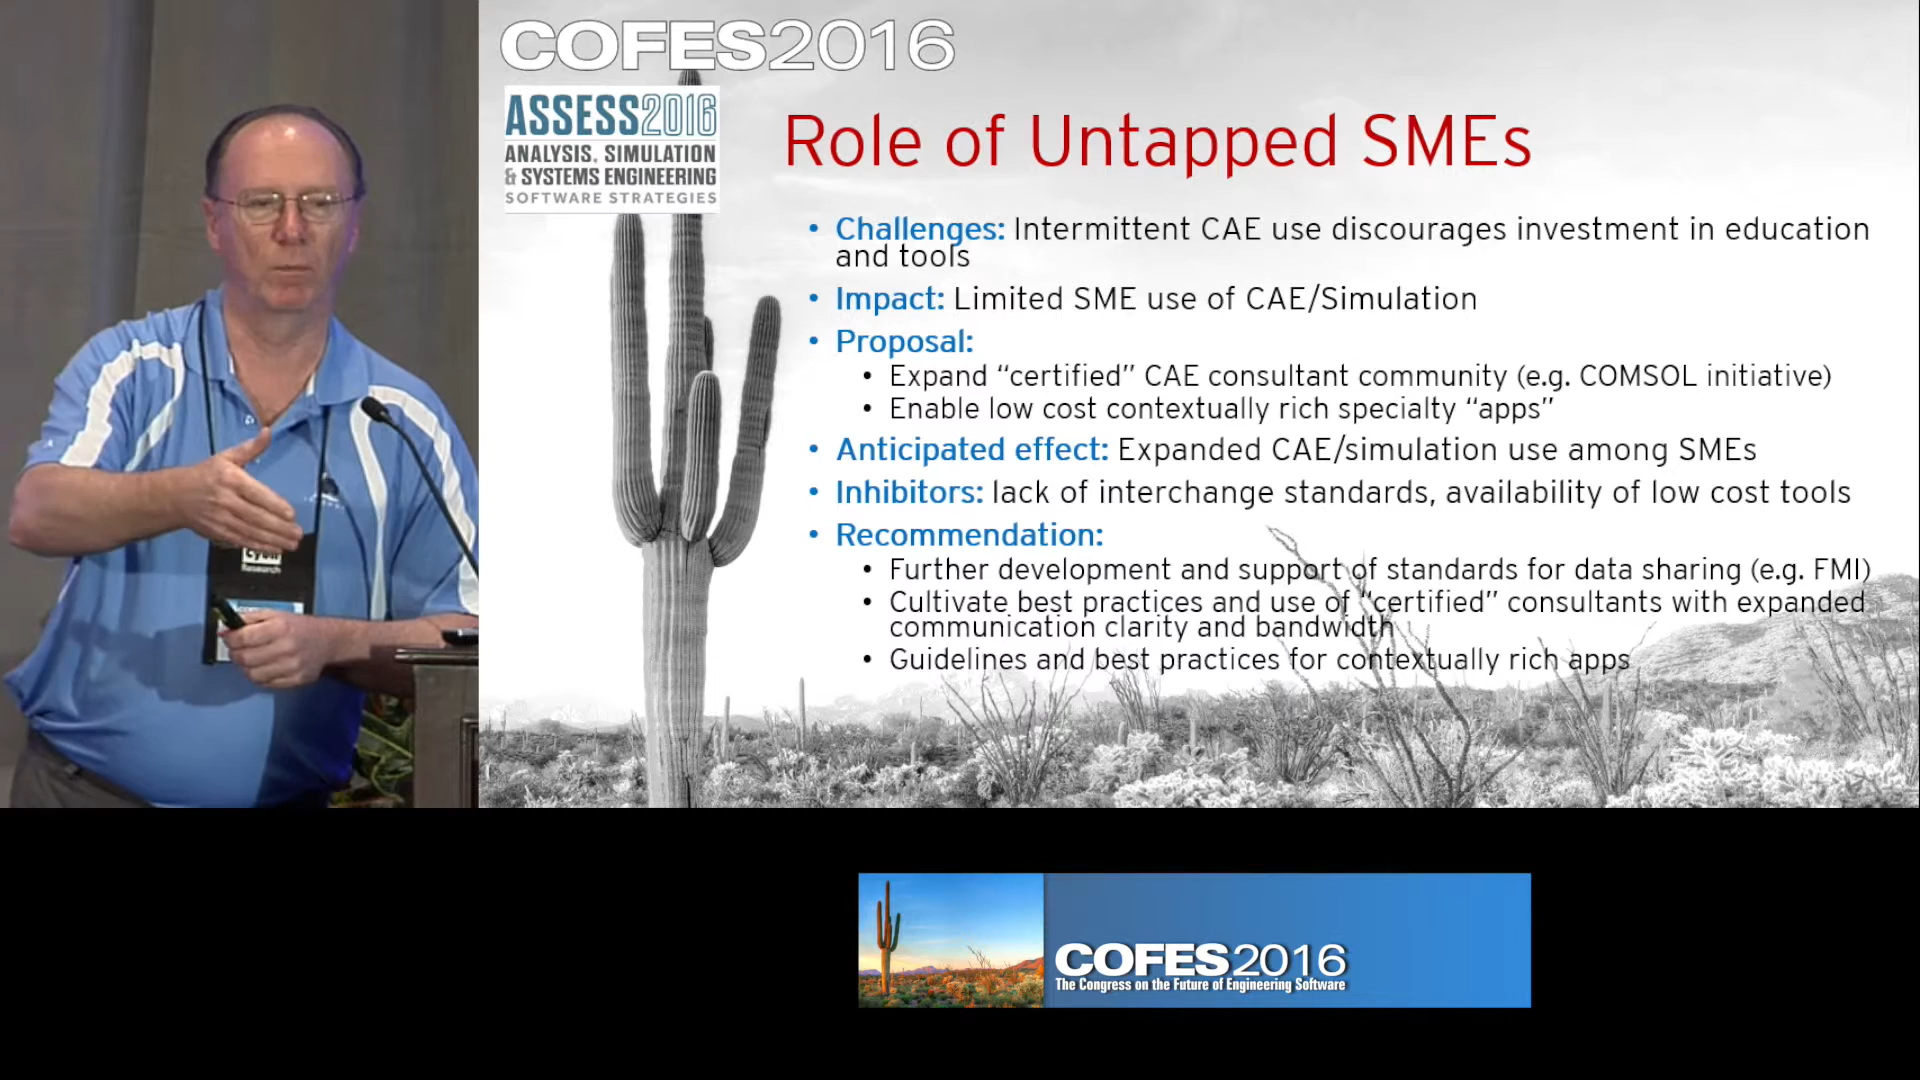 COFES2016
ASSESS2016
ANALYSIS, SIMULATION
& SYSTEMS ENGINEERING
SOFTWARE STRATEGIES
Role of Untapped SMEs
• Challenges: Intermittent CAE use discourages investment in education
and tools
• Impact: Limited SME use of CAE/Simulation
• Proposal:
• Expand “certified” CAE consultant community (e.g. COMSOL initiative)
• Enable low cost contextually rich specialty “apps”
• Anticipated effect: Expanded CAE/simulation use among SMEs
• Inhibitors: lack of interchange standards, availability of low cost tools
• Recommendation:
• Further development and support of standards for data sharing (e.g. FMI)
• Cultivate best practices and use of “certified” consultants with expanded
communication clarity and bandwidth
• Guidelines and best practices for contextually rich apps
Research
COFES2016
The Congress on the Future of Engineering Software